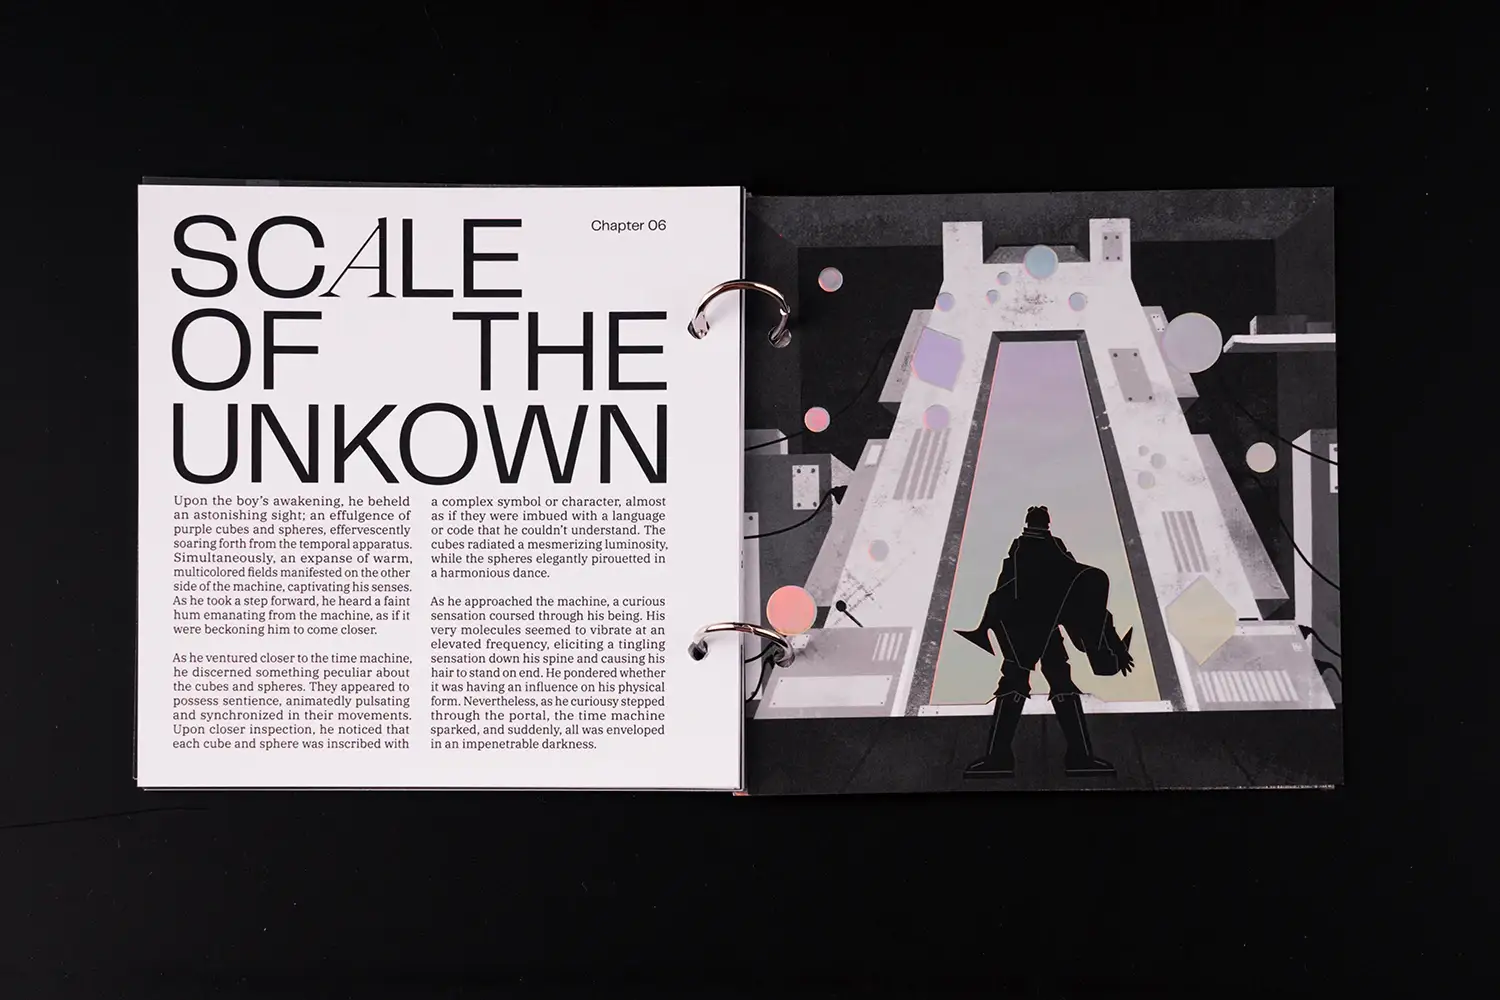 SCALE
Chapter 06
OF THE
UNKOWN
Upon the boy's awakening, he beheld
an astonishing sight; an effulgence of
purple cubes and spheres, effervescently
soaring forth from the temporal apparatus.
Simultaneously, an expanse of warm,
multicolored fields manifested on the other
side of the machine, captivating his senses.
As he took a step forward, he heard a faint
hum emanating from the machine, as if it
were beckoning him to come closer.
As he ventured closer to the time machine,
he discerned something peculiar about
the cubes and spheres. They appeared to
possess sentience, animatedly pulsating
and synchronized in their movements.
Upon closer inspection, he noticed that
each cube and sphere was inscribed with
a complex symbol or character, almost
as if they were imbued with a language
or code that he couldn't understand. The
cubes radiated a mesmerizing luminosity,
while the spheres elegantly pirouetted in
a harmonious dance.
As he approached the machine, a curious
sensation coursed through his being. His
very molecules seemed to vibrate at an
elevated frequency, eliciting a tingling
sensation down his spine and causing his
hair to stand on end. He pondered whether
it was having an influence on his physical
form. Nevertheless, as he curiousy stepped
through the portal, the time machine
sparked, and suddenly, all was enveloped
in an impenetrable darkness.